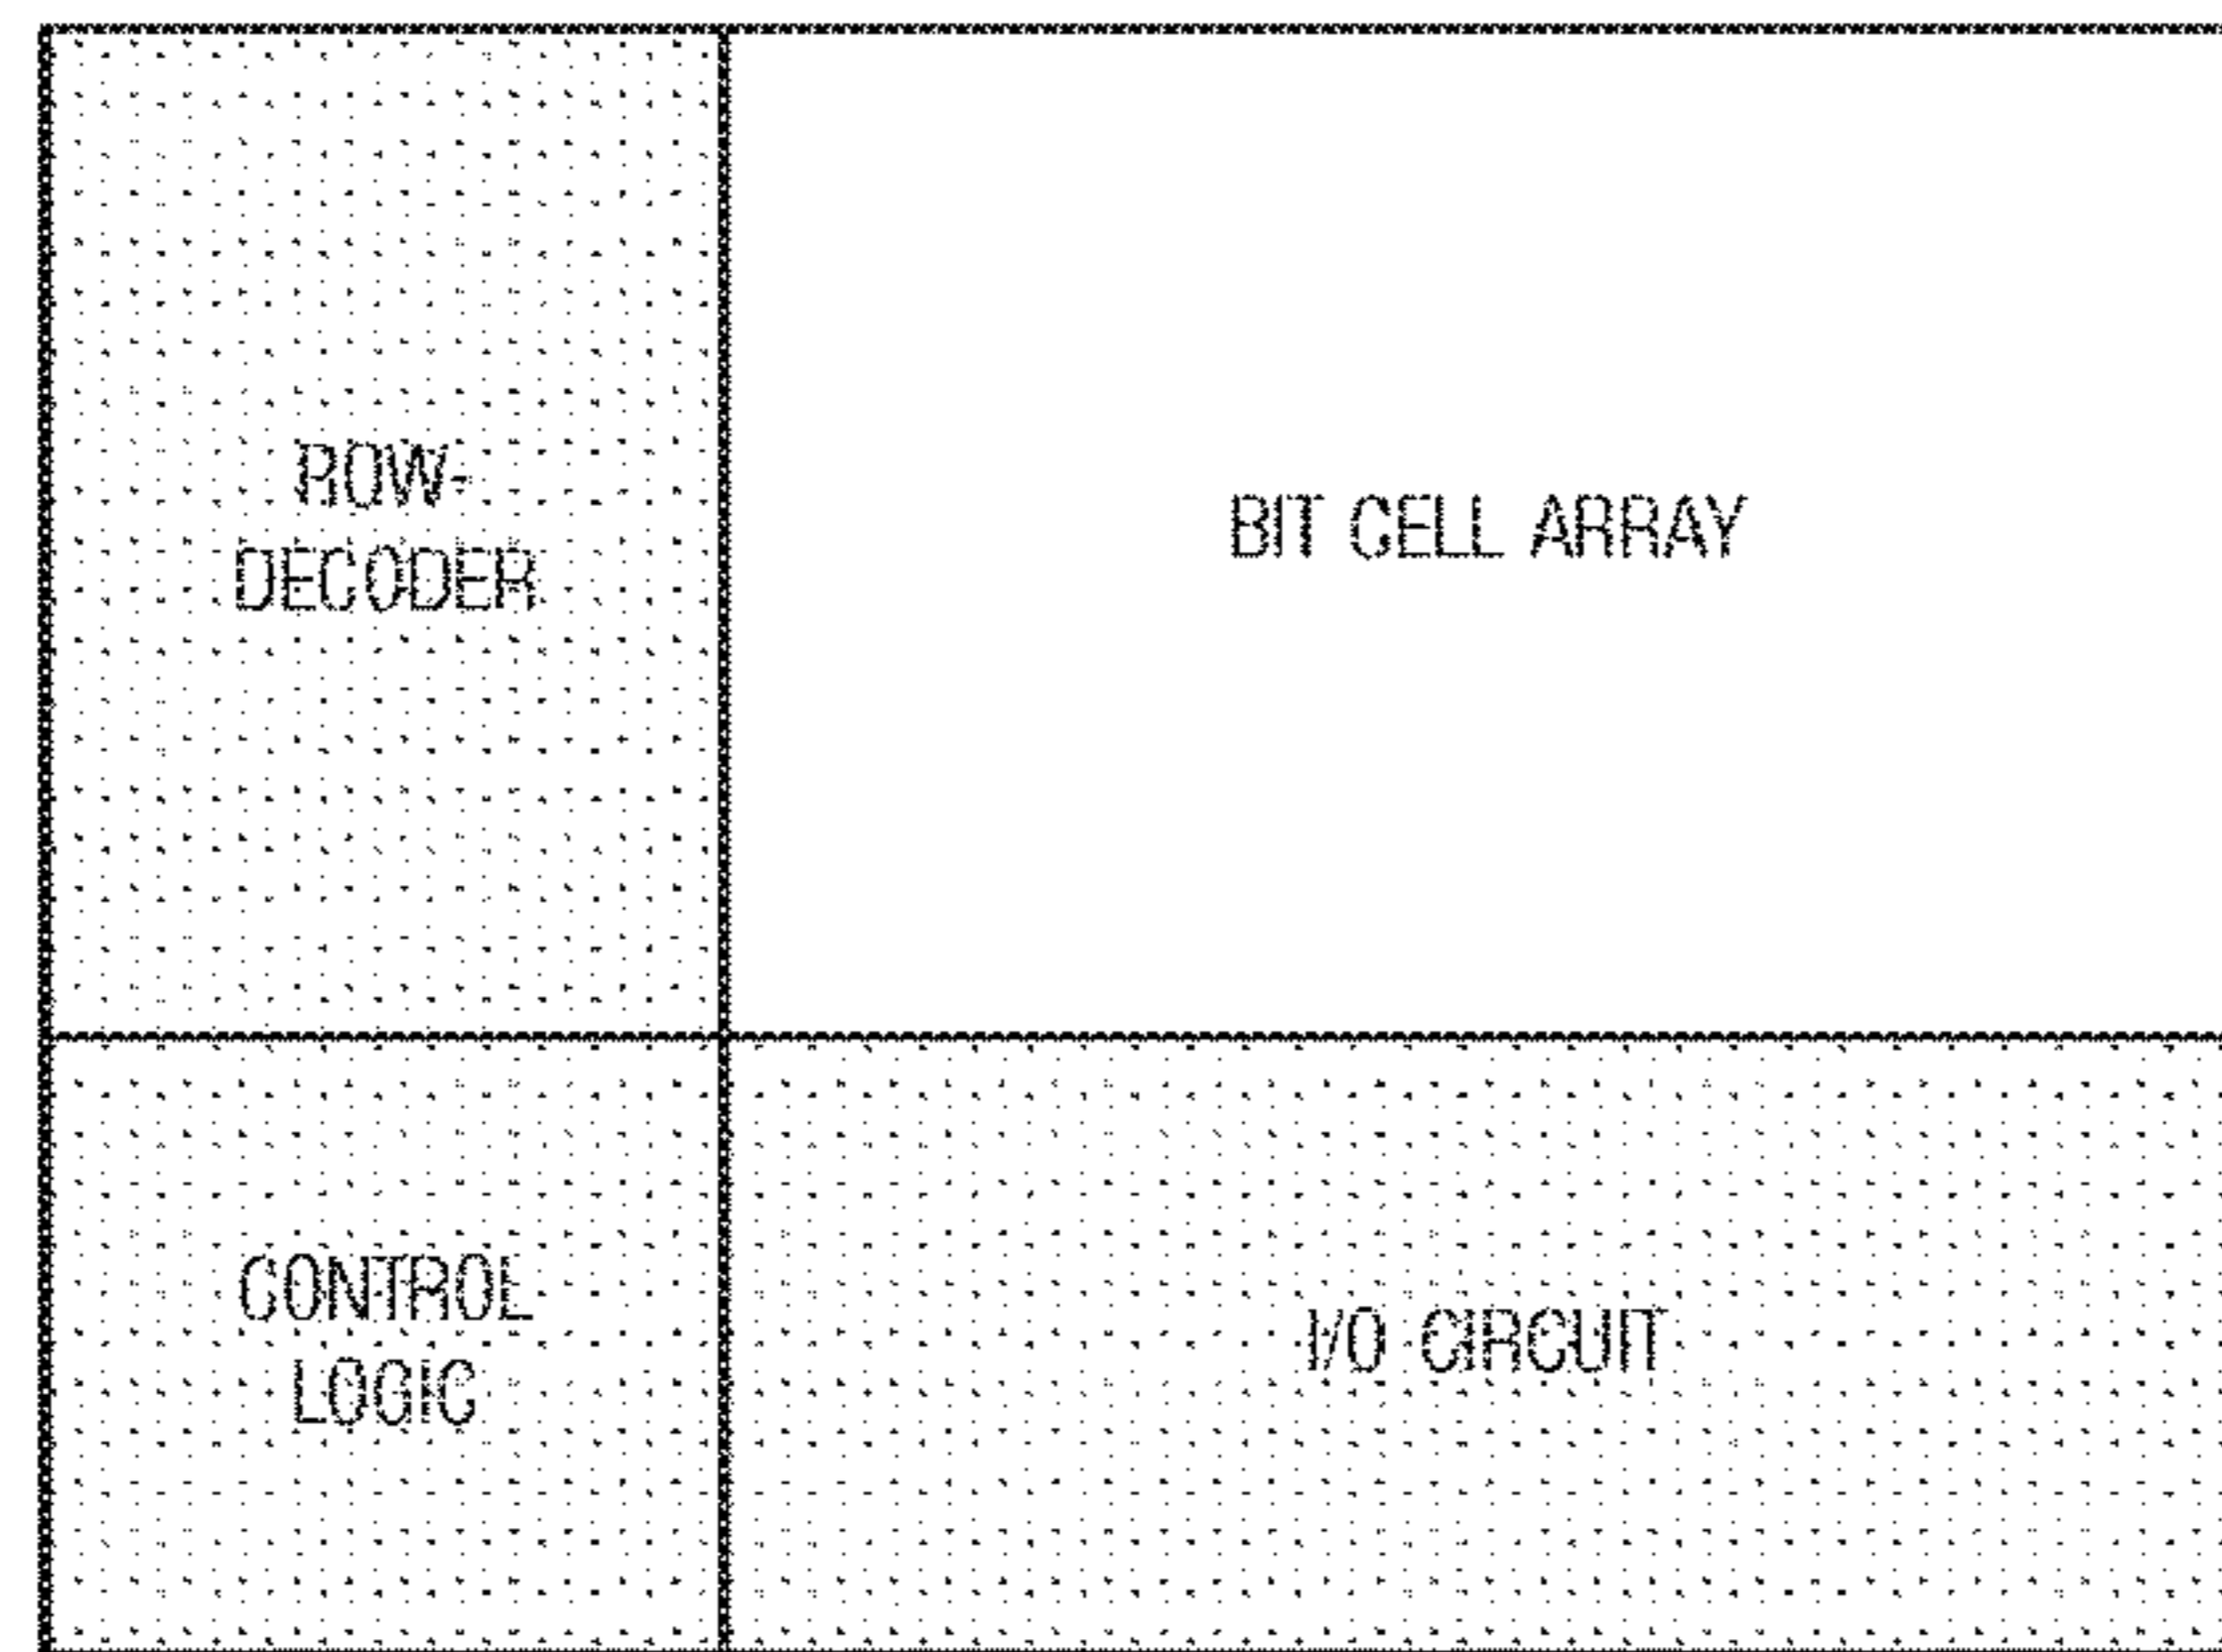 ROW-
DECODER
BIT CELL ARRAY
CONTROL
LOGIC
I/O CIRCUIT